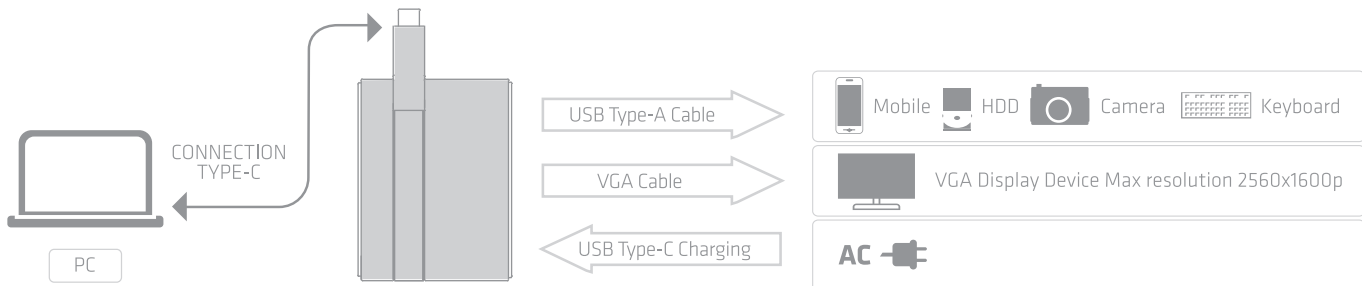 CONNECTION
TYPE-C
PC
USB Type-A Cable
VGA Cable
USB Type-C Charging
Mobile HDD Camera Keyboard
VGA Display Device Max resolution 2560x1600p
AC